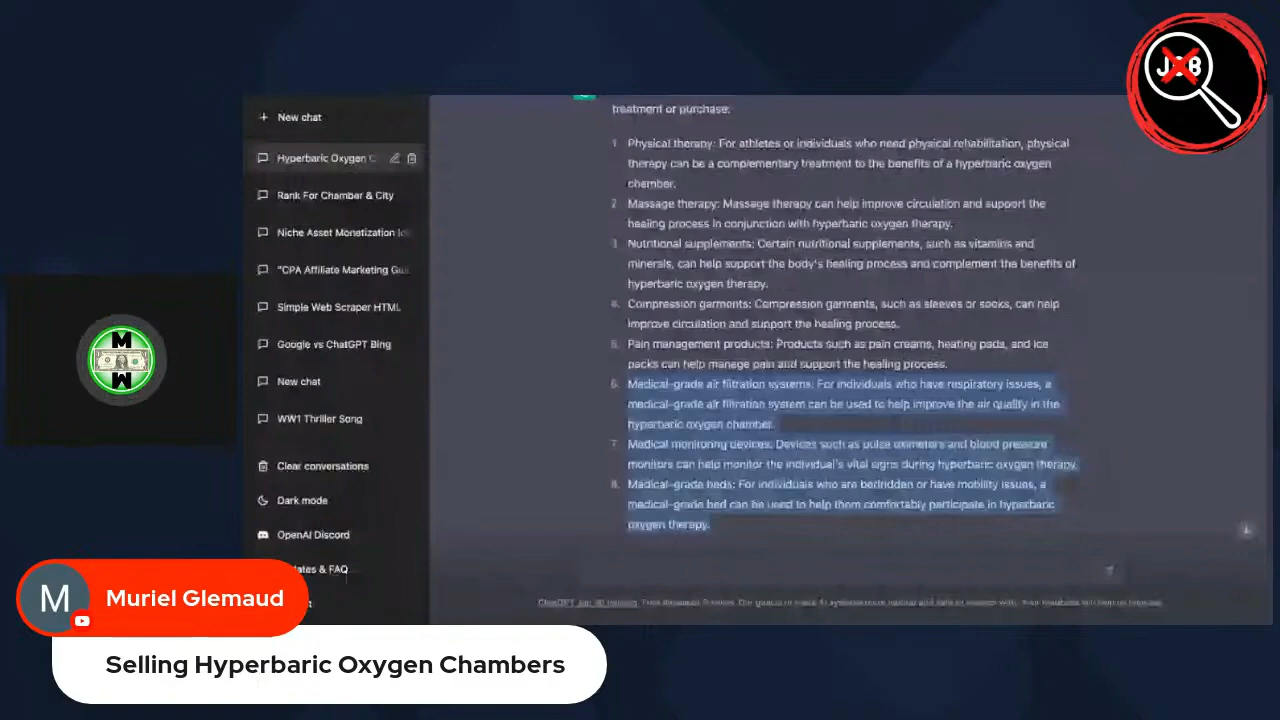 JOB
New chat
Hyperbaric Oxygen C
Rank For Chamber & City
Niche Asset Monetization
"CPA Affiliate Marketing Gui
Simple Web Scraper HTML
Google vs ChatGPT Bing
New chat
WW1 Thriller Song
Clear conversations
Dark mode
OpenAI Discord
& FAQ
treatment or purchase:
1. Physical therapy: For athletes or individuals who need physical rehabilitation, physical
therapy can be a complementary treatment to the benefits of a hyperbaric oxygen
chamber.
2. Massage therapy: Massage therapy can help improve circulation and support the
healing process in conjunction with hyperbaric oxygen therapy.
3. Nutritional supplements: Certain nutritional supplements, such as vitamins and
minerals, can help support the body's healing process and complement the benefits of
hyperbaric oxygen therapy.
4. Compression garments: Compression garments, such as sleeves or socks, can help
improve circulation and support the healing process.
5. Pain management products: Products such as pain creams, heating pads, and ice
packs can help manage pain and support the healing process.
6. Medical-grade air filtration systems: For individuals who have respiratory issues, a
medical-grade air filtration system can be used to help improve the air quality in the
hyperbaric oxygen chamber.
7. Medical monitoring devices: Devices such as pulse oximeters and blood pressure
monitors can help monitor the individual's vital signs during hyperbaric oxygen therapy.
8. Medical-grade beds: For individuals who are bedridden or have mobility issues, a
medical-grade bed can be used to help them comfortably participate in hyperbaric
oxygen therapy.
M
M
M
Muriel Glemaud
Selling Hyperbaric Oxygen Chambers